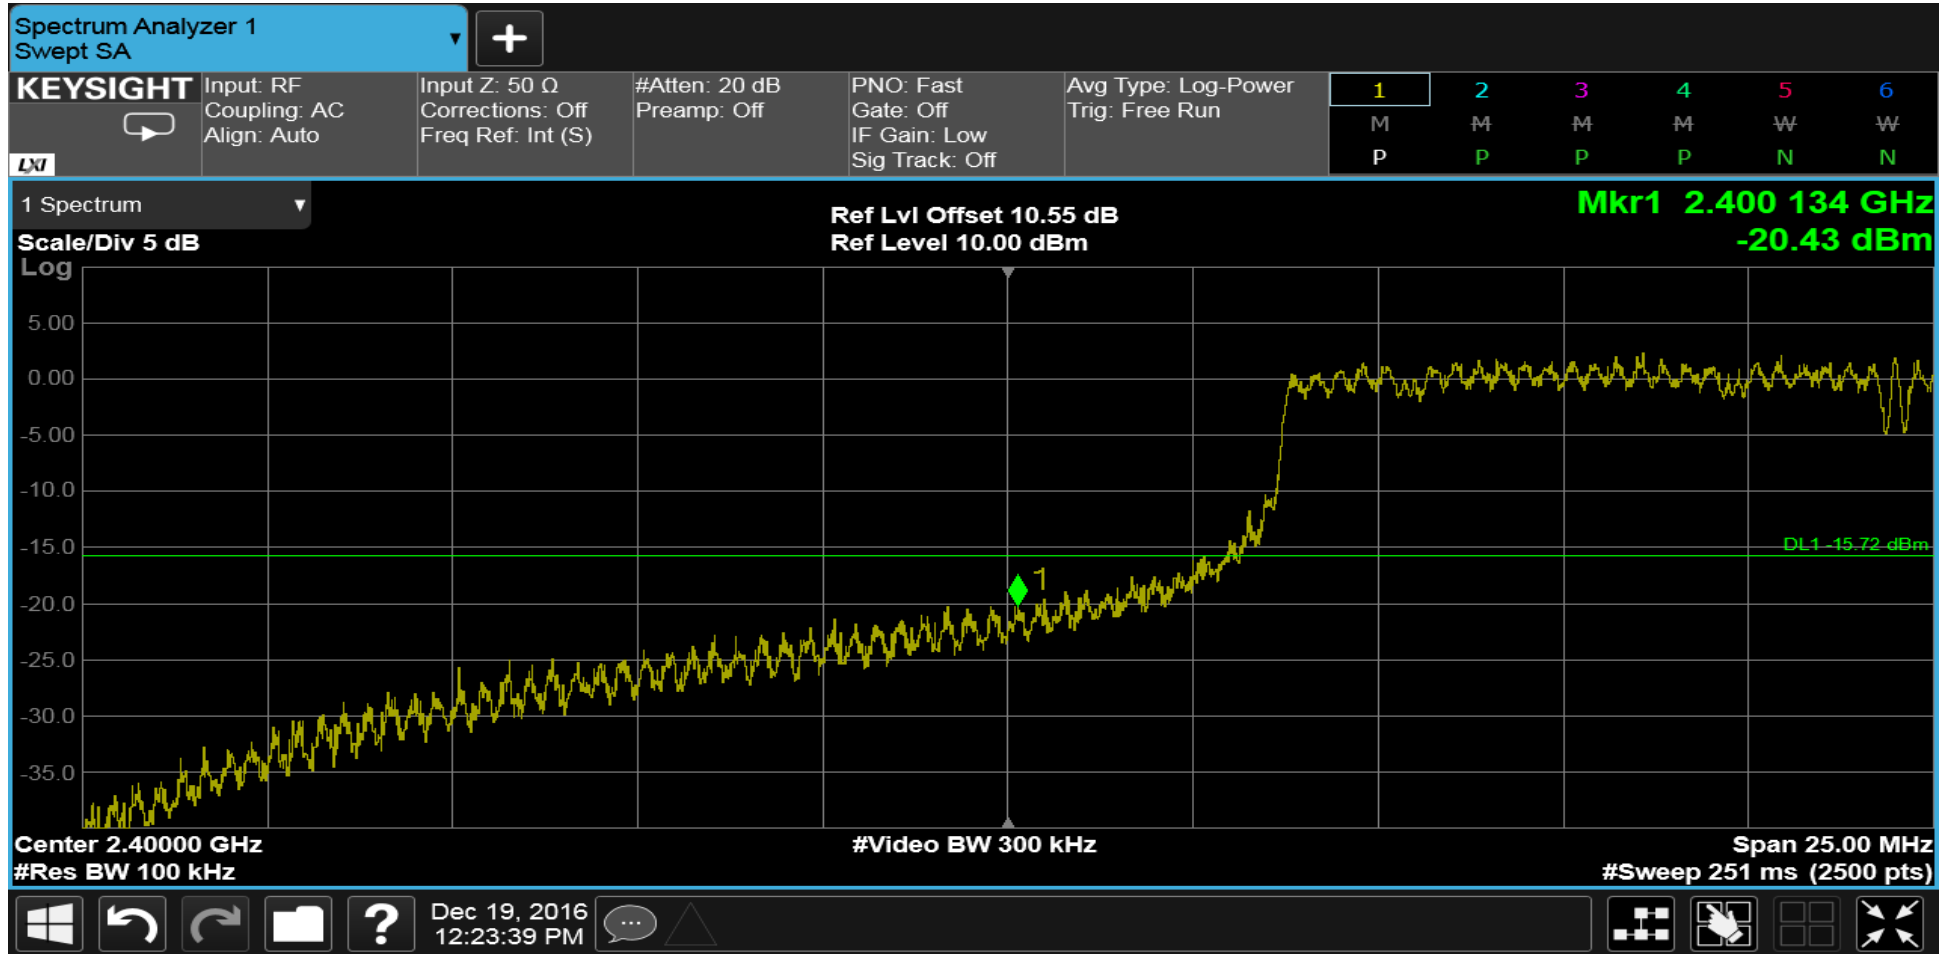 Spectrum Analyzer 1
Swept SA
KEYSIGHT
LXI
Input: RF
Coupling: AC
Align: Auto
Input Z: 50 Ω
Corrections: Off
Freq Ref: Int (S)
#Atten: 20 dB
Preamp: Off
PNO: Fast
Gate: Off
IF Gain: Low
Sig Track: Off
Avg Type: Log-Power
Trig: Free Run
1 2 3 4 5 6
M M M M W W
P P P P N N
1 Spectrum
Scale/Div 5 dB
Log
Ref Lvl Offset 10.55 dB
Ref Level 10.00 dBm
Mkr1 2.400 134 GHz
-20.43 dBm
5.00
0.00
-5.00
-10.0
-15.0
DL1 -15.72 dBm
1
-20.0
-25.0
-30.0
-35.0
Center 2.40000 GHz
#Video BW 300 kHz
Span 25.00 MHz
#Res BW 100 kHz
#Sweep 251 ms (2500 pts)
?
Dec 19, 2016
12:23:39 PM